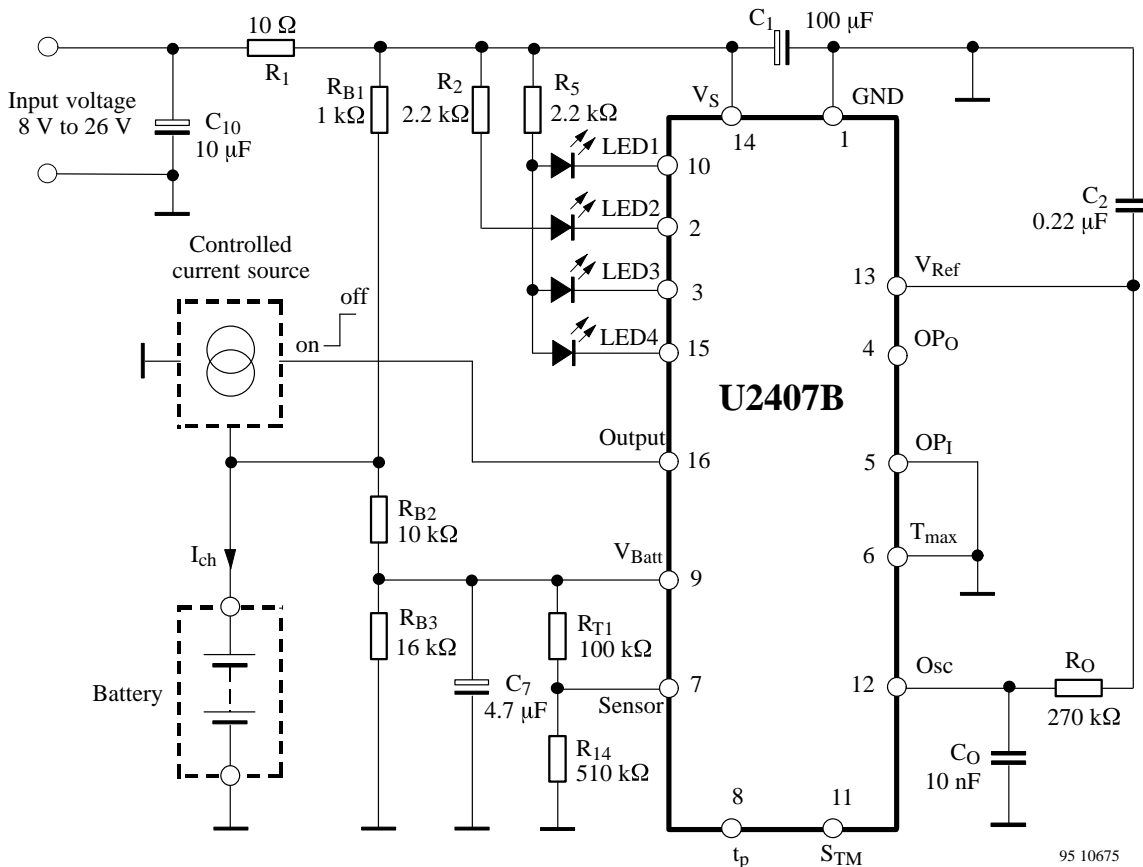 10 Ω
R1
Input voltage
8 V to 26 V
C10
10 μF
RB1
1 kΩ
R2
2.2 kΩ
R5
2.2 kΩ
C1
100 μF
VS
GND
14
1
LED1
10
LED2
2
LED3
3
LED4
15
C2
0.22 μF
13
VRef
4
OPO
U2407B
Controlled
current source
off
on
Output
16
5
OPI
RB2
10 kΩ
Tmax
6
Ich
VBatt
9
RB3
16 kΩ
RT1
100 kΩ
Battery
C7
4.7 μF
Sensor
7
12
Osc
RO
270 kΩ
R14
510 kΩ
CO
10 nF
8
11
tp
STM
95 10675